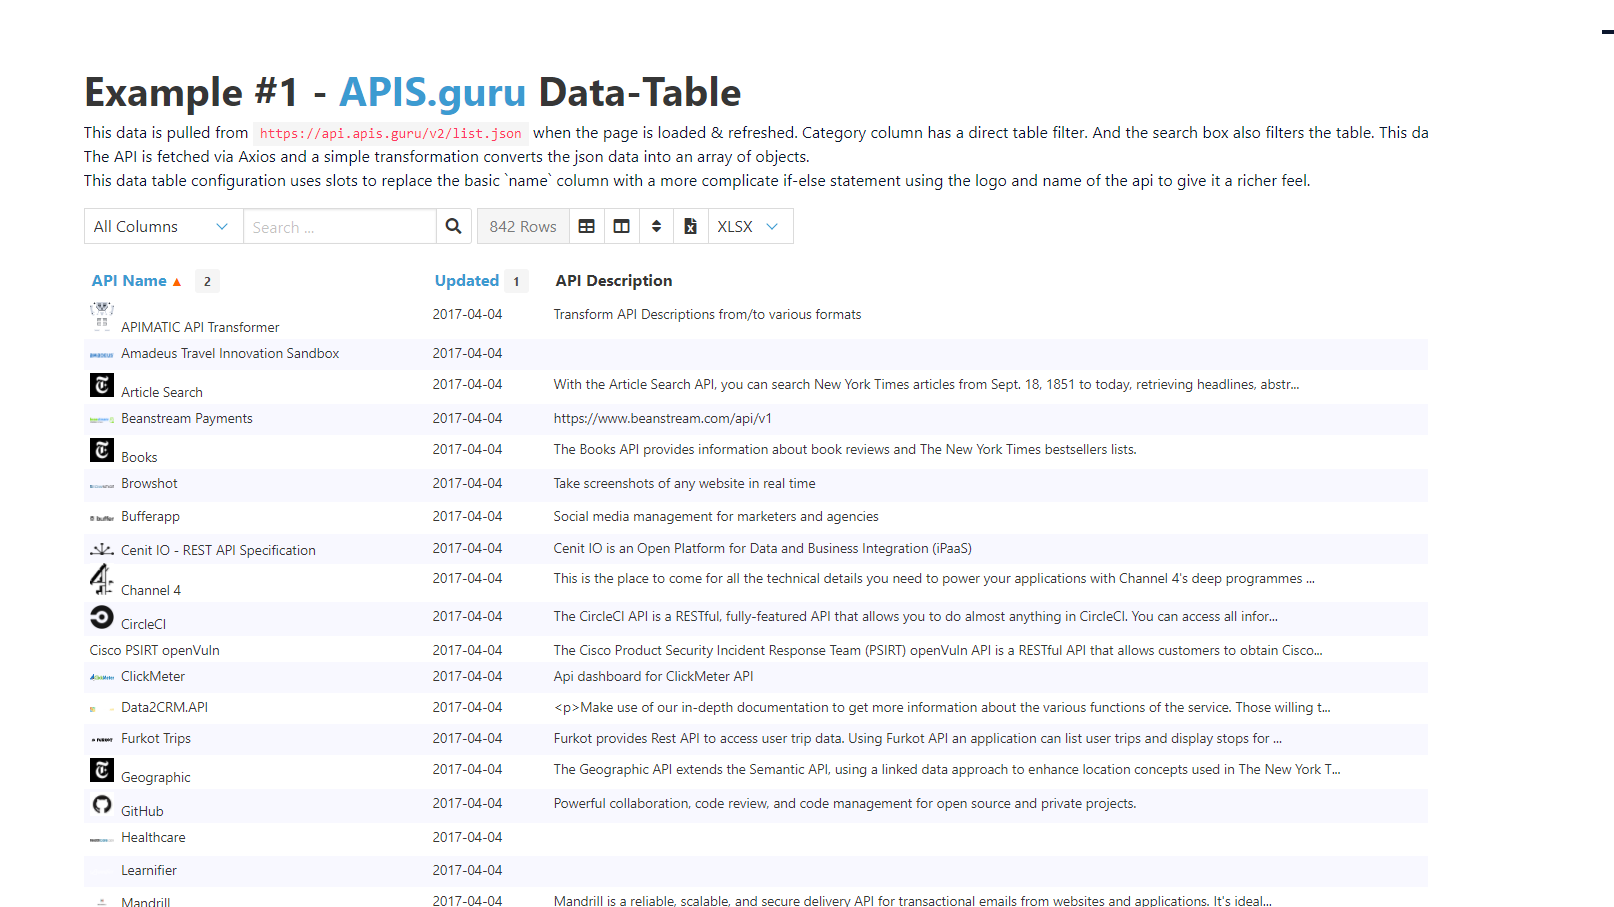 Example #1 - APIS.guru Data-Table
This data is pulled from https://api.apis.guru/v2/list.json when the page is loaded & refreshed. Category column has a direct table filter. And the search box also filters the table. This da
The API is fetched via Axios and a simple transformation converts the json data into an array of objects.
This data table configuration uses slots to replace the basic `name` column with a more complicate if-else statement using the logo and name of the api to give it a richer feel.
All Columns Search ... 842 Rows XLSX
API Name ▲ 2 Updated 1 API Description
APIMATIC API Transformer 2017-04-04 Transform API Descriptions from/to various formats
Amadeus Travel Innovation Sandbox 2017-04-04
Article Search 2017-04-04 With the Article Search API, you can search New York Times articles from Sept. 18, 1851 to today, retrieving headlines, abstr...
Beanstream Payments 2017-04-04 https://www.beanstream.com/api/v1
Books 2017-04-04 The Books API provides information about book reviews and The New York Times bestsellers lists.
Browshot 2017-04-04 Take screenshots of any website in real time
Bufferapp 2017-04-04 Social media management for marketers and agencies
Cenit IO - REST API Specification 2017-04-04 Cenit IO is an Open Platform for Data and Business Integration (iPaaS)
Channel 4 2017-04-04 This is the place to come for all the technical details you need to power your applications with Channel 4's deep programmes ...
CircleCI 2017-04-04 The CircleCI API is a RESTful, fully-featured API that allows you to do almost anything in CircleCI. You can access all infor...
Cisco PSIRT openVuln 2017-04-04 The Cisco Product Security Incident Response Team (PSIRT) openVuln API is a RESTful API that allows customers to obtain Cisco...
ClickMeter 2017-04-04 Api dashboard for ClickMeter API
Data2CRM.API 2017-04-04 <p>Make use of our in-depth documentation to get more information about the various functions of the service. Those willing t...
Furkot Trips 2017-04-04 Furkot provides Rest API to access user trip data. Using Furkot API an application can list user trips and display stops for ...
Geographic 2017-04-04 The Geographic API extends the Semantic API, using a linked data approach to enhance location concepts used in The New York T...
GitHub 2017-04-04 Powerful collaboration, code review, and code management for open source and private projects.
Healthcare 2017-04-04
Learnifier 2017-04-04
Mandrill 2017-04-04 Mandrill is a reliable, scalable, and secure delivery API for transactional emails from websites and applications. It's ideal...